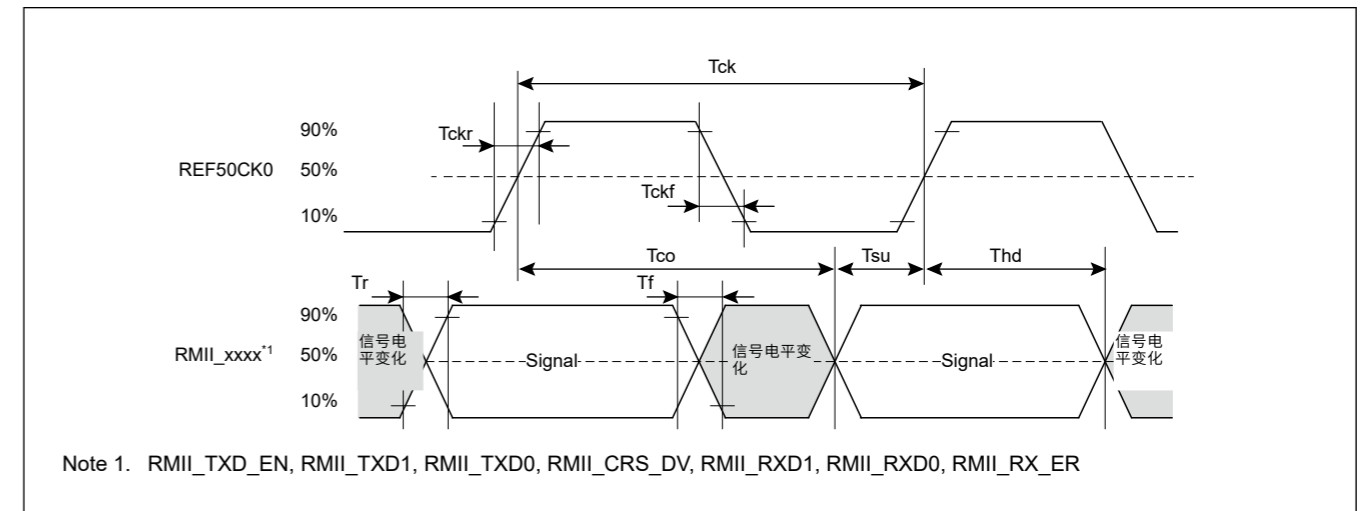 Tck
90%
Tckr
REF50CK0
50%
Tckf
10%
Tco
Tsu
Thd
Tr
Tf
90%
信号电
平变化
RMII_xxxx*1
50%
Signal
信号电平变
化
Signal
信号电
平变化
10%
Note 1. RMII_TXD_EN, RMII_TXD1, RMII_TXD0, RMII_CRS_DV, RMII_RXD1, RMII_RXD0, RMII_RX_ER